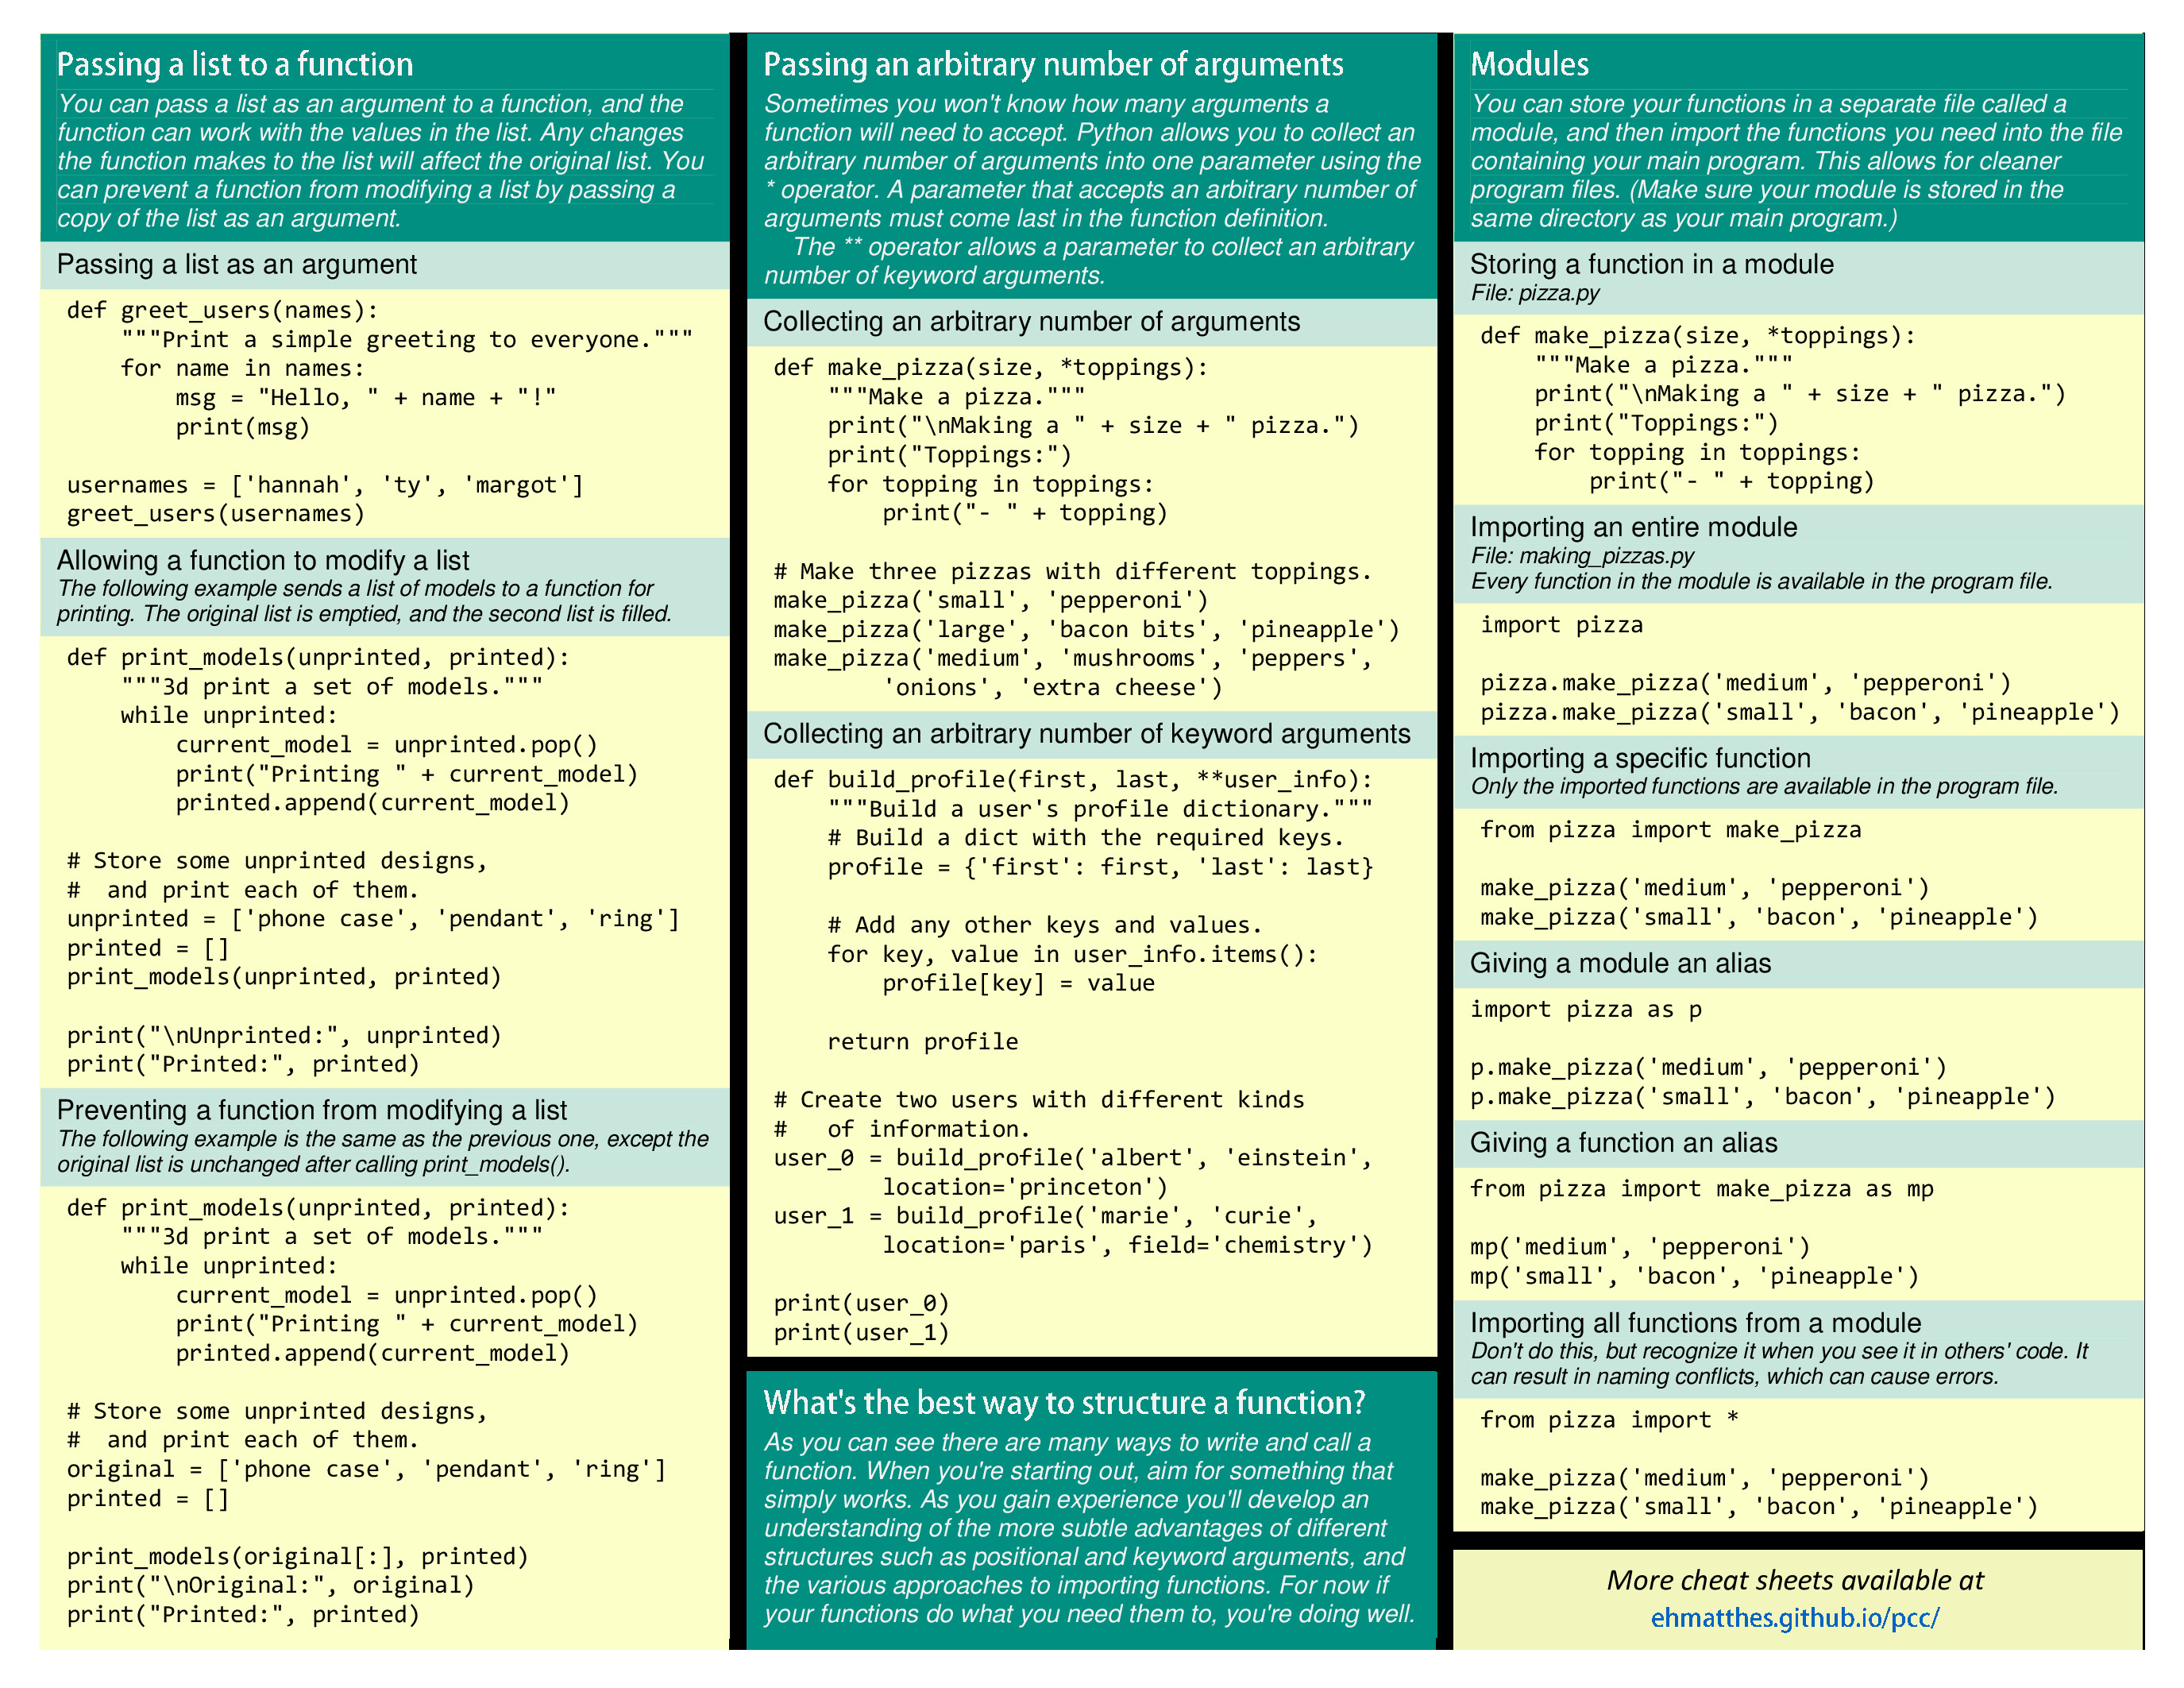 Passing a list to a function
You can pass a list as an argument to a function, and the
function can work with the values in the list. Any changes
the function makes to the list will affect the original list. You
can prevent a function from modifying a list by passing a
copy of the list as an argument.
Passing a list as an argument
def greet_users(names):
    """Print a simple greeting to everyone."""
    for name in names:
        msg = "Hello, " + name + "!"
        print(msg)

usernames = ['hannah', 'ty', 'margot']
greet_users(usernames)
Allowing a function to modify a list
The following example sends a list of models to a function for
printing. The original list is emptied, and the second list is filled.
def print_models(unprinted, printed):
    """3d print a set of models."""
    while unprinted:
        current_model = unprinted.pop()
        print("Printing " + current_model)
        printed.append(current_model)

# Store some unprinted designs,
#  and print each of them.
unprinted = ['phone case', 'pendant', 'ring']
printed = []
print_models(unprinted, printed)

print("\nUnprinted:", unprinted)
print("Printed:", printed)
Preventing a function from modifying a list
The following example is the same as the previous one, except the
original list is unchanged after calling print_models().
def print_models(unprinted, printed):
    """3d print a set of models."""
    while unprinted:
        current_model = unprinted.pop()
        print("Printing " + current_model)
        printed.append(current_model)

# Store some unprinted designs,
#  and print each of them.
original = ['phone case', 'pendant', 'ring']
printed = []

print_models(original[:], printed)
print("\nOriginal:", original)
print("Printed:", printed)
Passing an arbitrary number of arguments
Sometimes you won't know how many arguments a
function will need to accept. Python allows you to collect an
arbitrary number of arguments into one parameter using the
* operator. A parameter that accepts an arbitrary number of
arguments must come last in the function definition.
    The ** operator allows a parameter to collect an arbitrary
number of keyword arguments.
Collecting an arbitrary number of arguments
def make_pizza(size, *toppings):
    """Make a pizza."""
    print("\nMaking a " + size + " pizza.")
    print("Toppings:")
    for topping in toppings:
        print("- " + topping)

# Make three pizzas with different toppings.
make_pizza('small', 'pepperoni')
make_pizza('large', 'bacon bits', 'pineapple')
make_pizza('medium', 'mushrooms', 'peppers',
        'onions', 'extra cheese')
Collecting an arbitrary number of keyword arguments
def build_profile(first, last, **user_info):
    """Build a user's profile dictionary."""
    # Build a dict with the required keys.
    profile = {'first': first, 'last': last}

    # Add any other keys and values.
    for key, value in user_info.items():
        profile[key] = value

    return profile

# Create two users with different kinds
#   of information.
user_0 = build_profile('albert', 'einstein',
        location='princeton')
user_1 = build_profile('marie', 'curie',
        location='paris', field='chemistry')

print(user_0)
print(user_1)
What's the best way to structure a function?
As you can see there are many ways to write and call a
function. When you're starting out, aim for something that
simply works. As you gain experience you'll develop an
understanding of the more subtle advantages of different
structures such as positional and keyword arguments, and
the various approaches to importing functions. For now if
your functions do what you need them to, you're doing well.
Modules
You can store your functions in a separate file called a
module, and then import the functions you need into the file
containing your main program. This allows for cleaner
program files. (Make sure your module is stored in the
same directory as your main program.)
Storing a function in a module
File: pizza.py
def make_pizza(size, *toppings):
    """Make a pizza."""
    print("\nMaking a " + size + " pizza.")
    print("Toppings:")
    for topping in toppings:
        print("- " + topping)
Importing an entire module
File: making_pizzas.py
Every function in the module is available in the program file.
import pizza

pizza.make_pizza('medium', 'pepperoni')
pizza.make_pizza('small', 'bacon', 'pineapple')
Importing a specific function
Only the imported functions are available in the program file.
from pizza import make_pizza

make_pizza('medium', 'pepperoni')
make_pizza('small', 'bacon', 'pineapple')
Giving a module an alias
import pizza as p

p.make_pizza('medium', 'pepperoni')
p.make_pizza('small', 'bacon', 'pineapple')
Giving a function an alias
from pizza import make_pizza as mp

mp('medium', 'pepperoni')
mp('small', 'bacon', 'pineapple')
Importing all functions from a module
Don't do this, but recognize it when you see it in others' code. It
can result in naming conflicts, which can cause errors.
from pizza import *

make_pizza('medium', 'pepperoni')
make_pizza('small', 'bacon', 'pineapple')
More cheat sheets available at
ehmatthes.github.io/pcc/